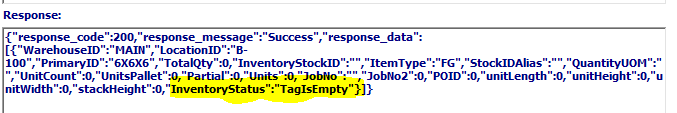 Response:
{"response_code":200,"response_message":"Success","response_data":
[{"WarehouseID":"MAIN","LocationID":"B-
100","PrimaryID":"6X6X6","TotalQty":0,"InventoryStockID":"","ItemType":"FG","StockIDAlias":"","QuantityUOM":"
","UnitCount":0,"UnitsPallet":0,"Partial":0,"Units":0,"JobNo":"","JobNo2":0,"POID":0,"unitLength":0,"unitHeight":0,"u
nitWidth":0,"stackHeight":0,"InventoryStatus":"TagIsEmpty"}]}